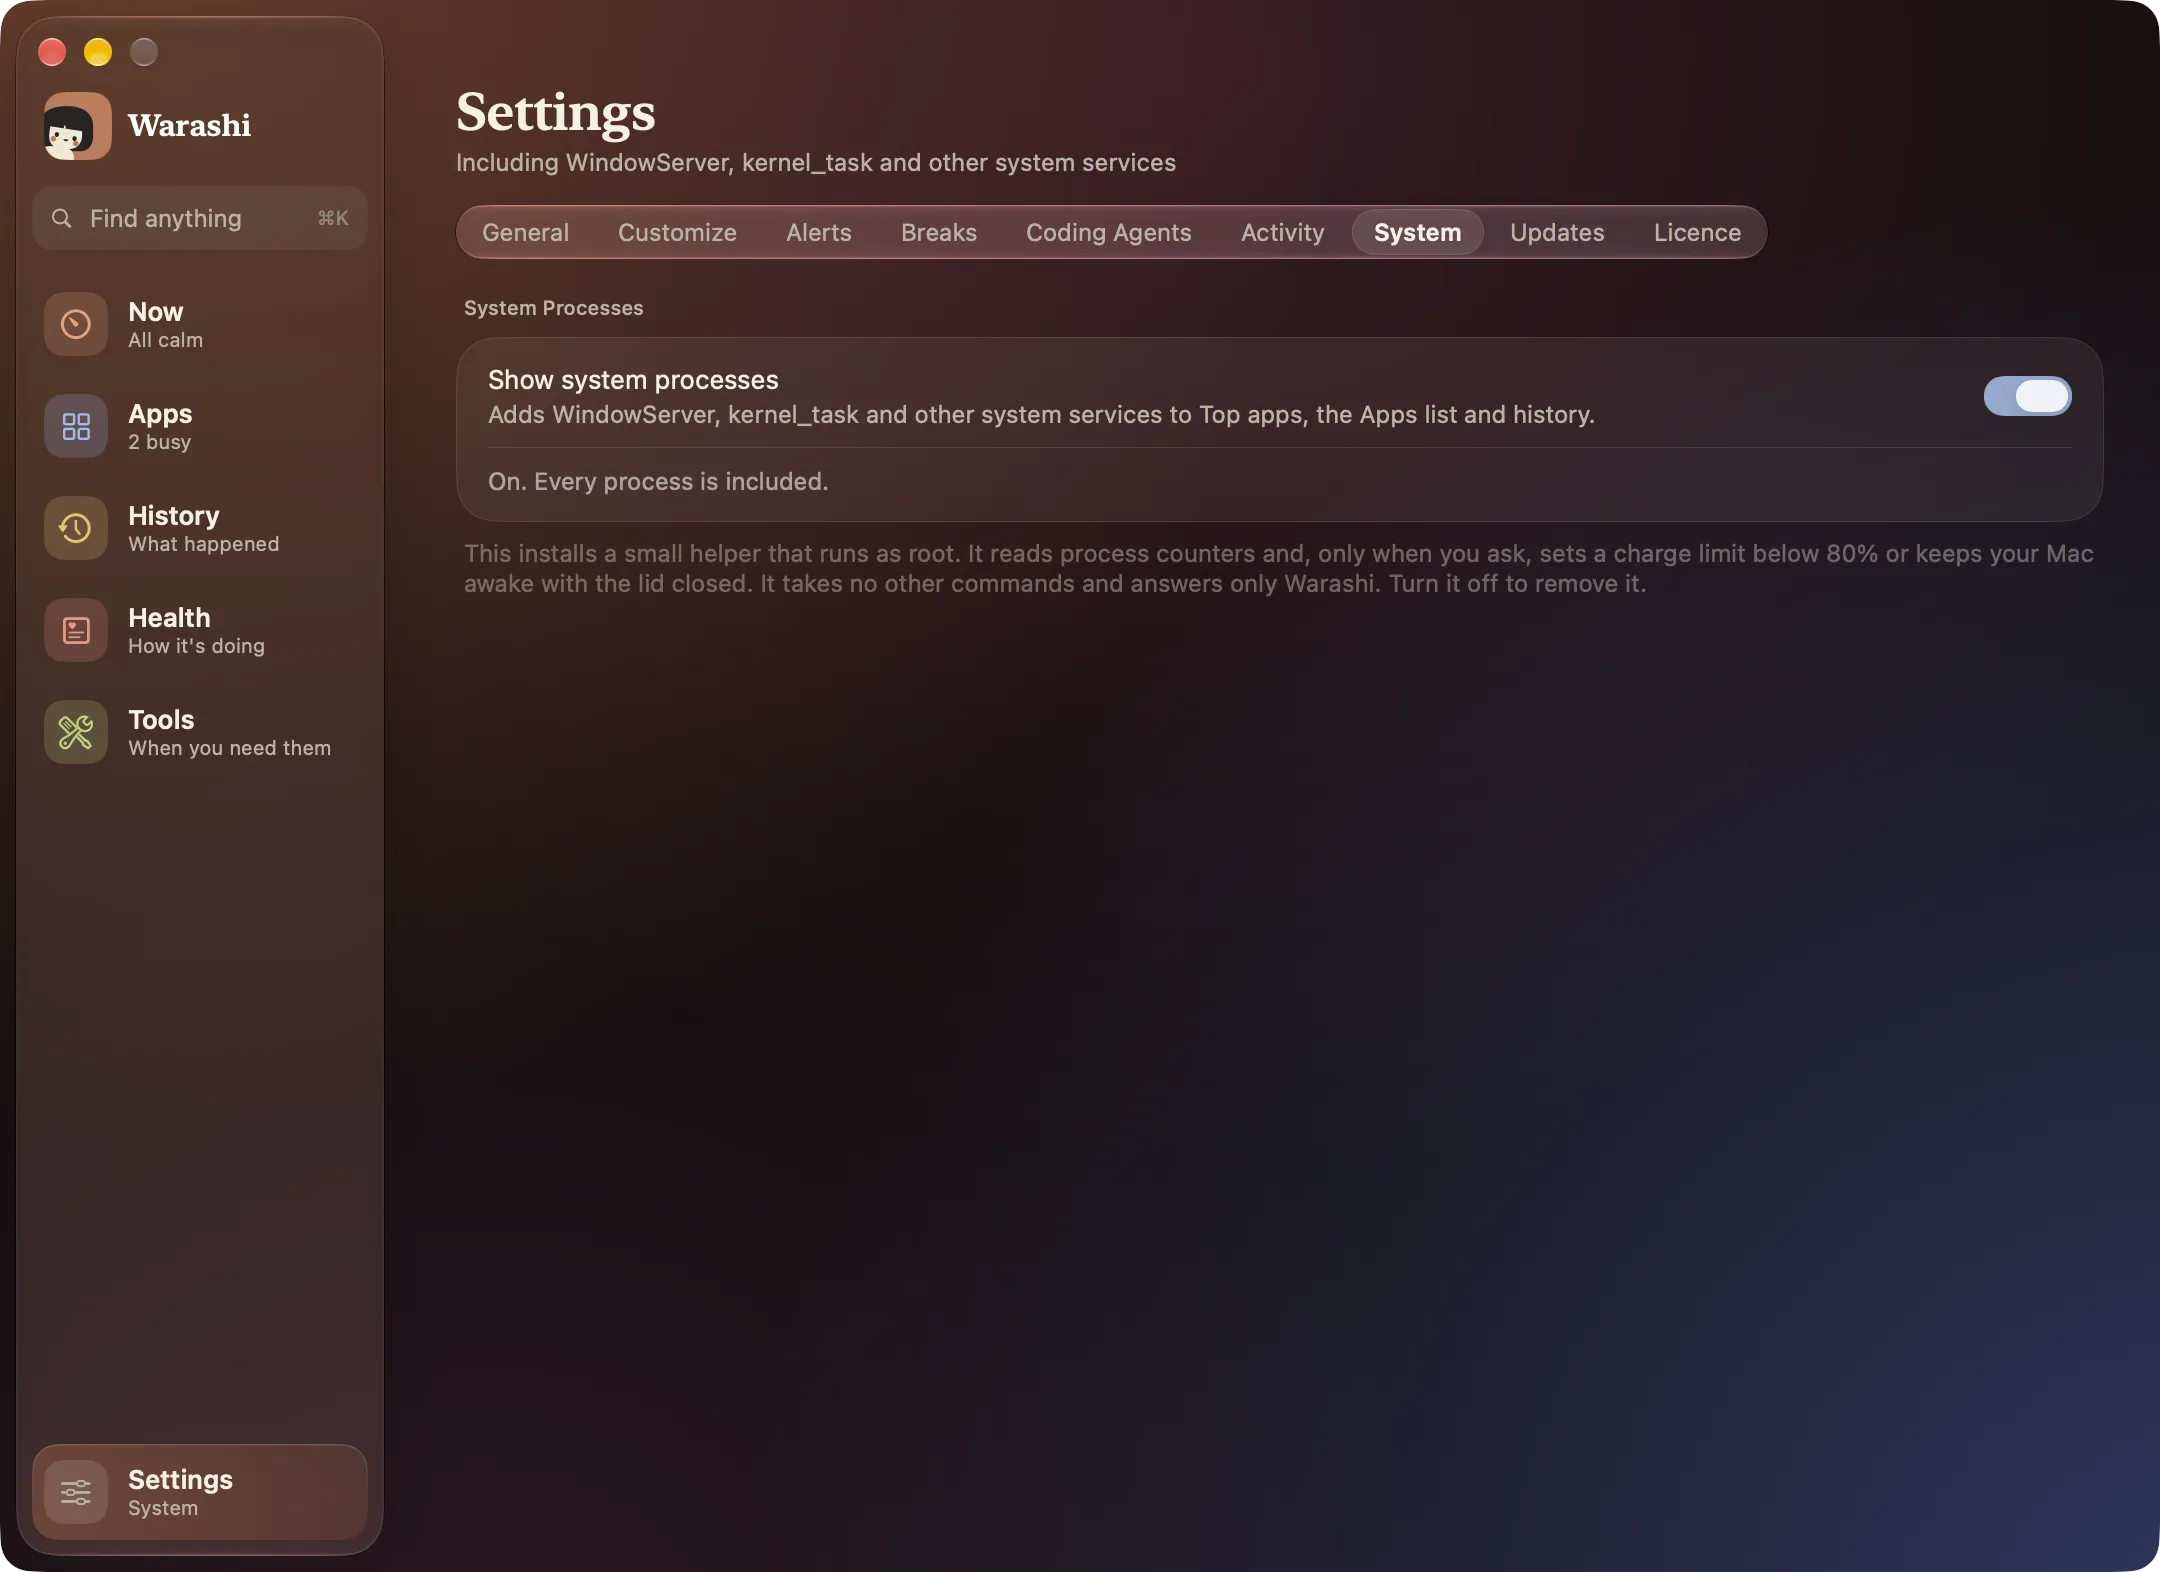 Warashi
Find anything ⌘K
Now
All calm
Apps
2 busy
History
What happened
Health
How it's doing
Tools
When you need them
Settings
System
Settings
Including WindowServer, kernel_task and other system services
General Customize Alerts Breaks Coding Agents Activity System Updates Licence
System Processes
Show system processes
Adds WindowServer, kernel_task and other system services to Top apps, the Apps list and history.
On. Every process is included.
This installs a small helper that runs as root. It reads process counters and, only when you ask, sets a charge limit below 80% or keeps your Mac
awake with the lid closed. It takes no other commands and answers only Warashi. Turn it off to remove it.